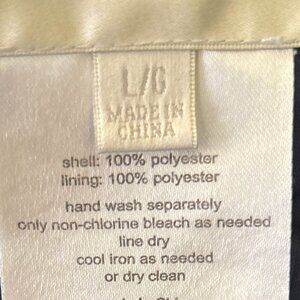 L/G
MADE IN
CHINA
shell: 100% polyester
lining: 100% polyester
hand wash separately
only non-chlorine bleach as needed
line dry
cool iron as needed
or dry clean